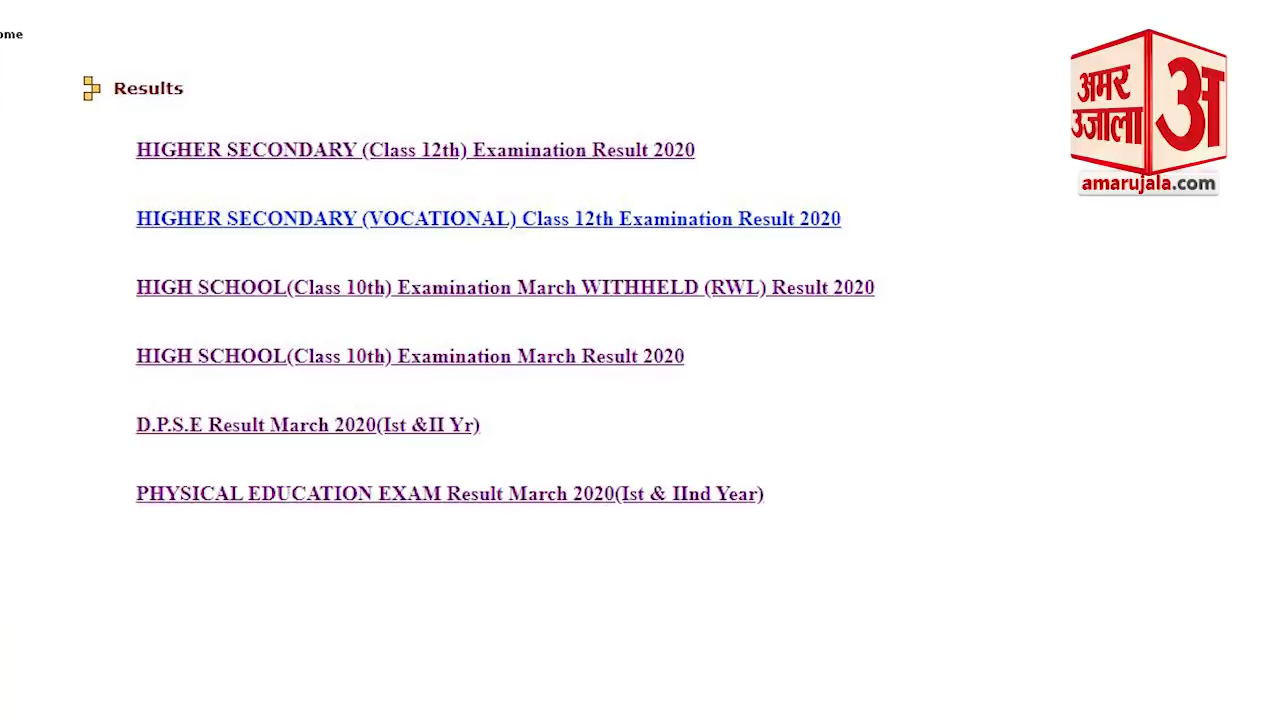 ome
Results
HIGHER SECONDARY (Class 12th) Examination Result 2020
HIGHER SECONDARY (VOCATIONAL) Class 12th Examination Result 2020
HIGH SCHOOL(Class 10th) Examination March WITHHELD (RWL) Result 2020
HIGH SCHOOL(Class 10th) Examination March Result 2020
D.P.S.E Result March 2020(Ist &II Yr)
PHYSICAL EDUCATION EXAM Result March 2020(Ist & IInd Year)
अमर
उजाला
अ
amarujala.com